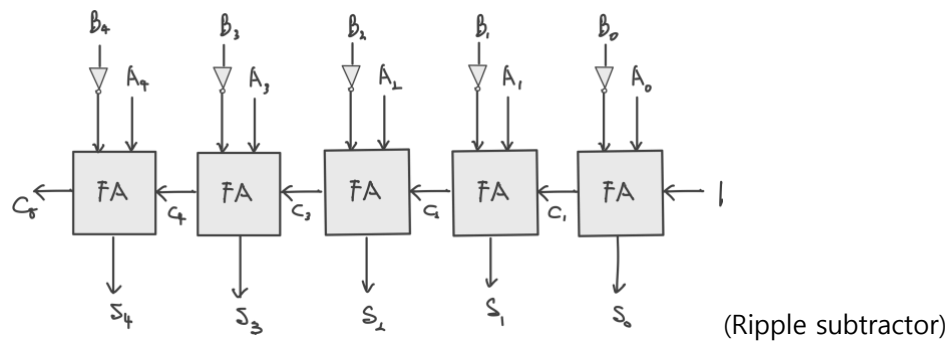 B₄ B₃ B₂ B₁ B₀
A₄ A₃ A₂ A₁ A₀
FA FA FA FA FA 1
C₅ C₄ C₃ C₂ C₁
S₄ S₃ S₂ S₁ S₀
(Ripple subtractor)